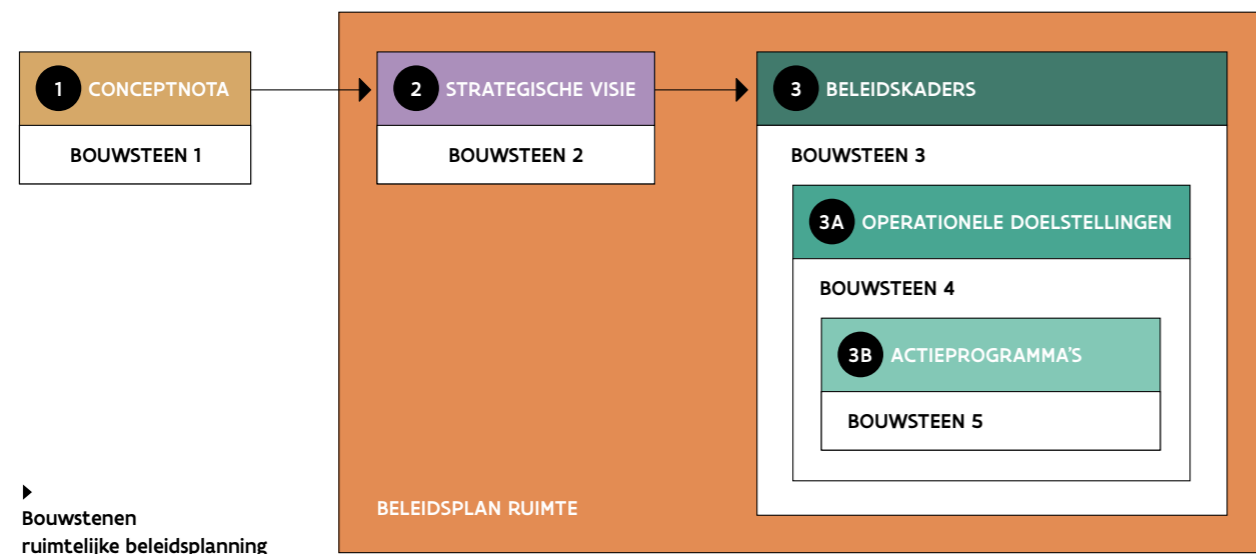 1 CONCEPTNOTA
BOUWSTEEN 1
2 STRATEGISCHE VISIE
BOUWSTEEN 2
3 BELEIDSKADERS
BOUWSTEEN 3
3A OPERATIONELE DOELSTELLINGEN
BOUWSTEEN 4
3B ACTIEPROGRAMMA'S
BOUWSTEEN 5
BELEIDSPLAN RUIMTE
Bouwstenen
ruimtelijke beleidsplanning